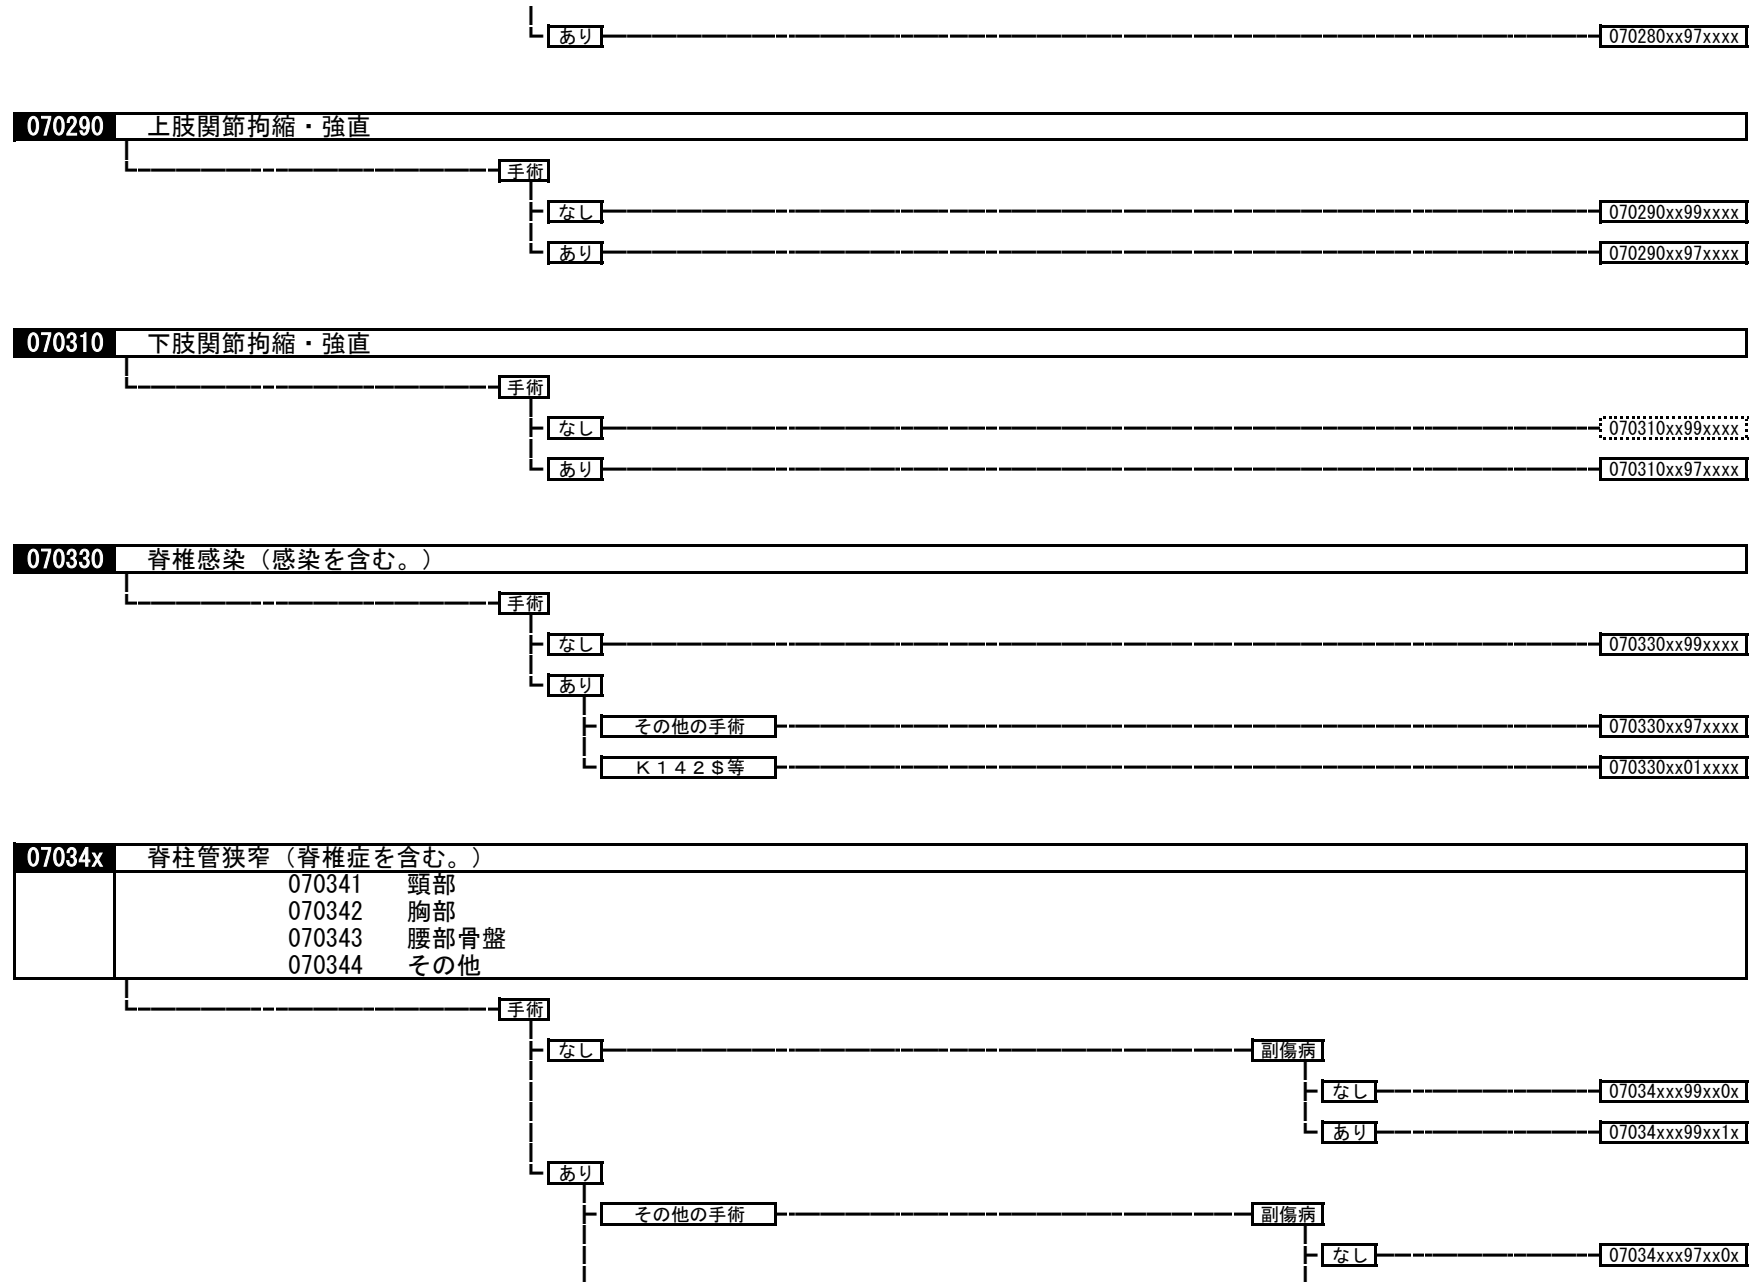 あり 070280xx97xxxx
070290 上肢関節拘縮・強直
手術
なし 070290xx99xxxx
あり 070290xx97xxxx
070310 下肢関節拘縮・強直
手術
なし 070310xx99xxxx
あり 070310xx97xxxx
070330 脊椎感染（感染を含む。）
手術
なし 070330xx99xxxx
あり
その他の手術 070330xx97xxxx
Ｋ１４２＄等 070330xx01xxxx
07034x 脊柱管狭窄（脊椎症を含む。）
070341 頸部
070342 胸部
070343 腰部骨盤
070344 その他
手術
なし 副傷病
なし 07034xxx99xx0x
あり 07034xxx99xx1x
あり
その他の手術 副傷病
なし 07034xxx97xx0x